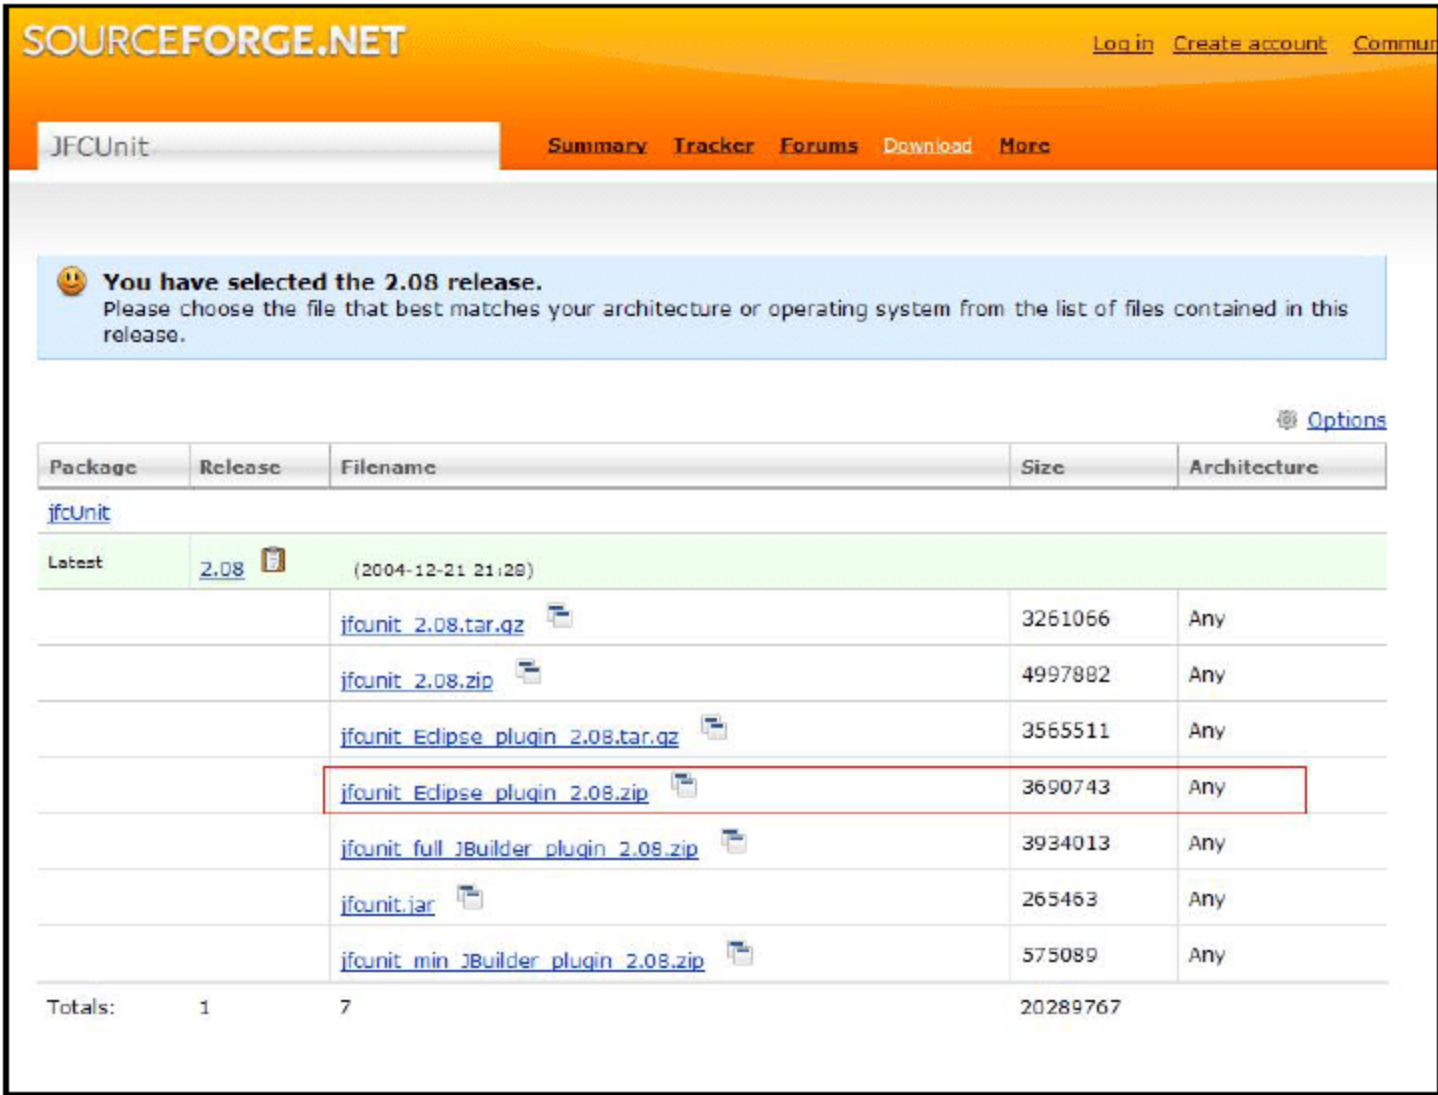 SOURCEFORGE.NET
Log in Create account Commun
JFCUnit
Summary Tracker Forums Download More
You have selected the 2.08 release.
Please choose the file that best matches your architecture or operating system from the list of files contained in this
release.
Options
Package Release Filename Size Architecture
jfcUnit
Latest 2.08 (2004-12-21 21:28)
jfcunit_2.08.tar.gz 3261066 Any
jfcunit_2.08.zip 4997882 Any
jfcunit_Eclipse_plugin_2.08.tar.gz 3565511 Any
jfcunit_Eclipse_plugin_2.08.zip 3690743 Any
jfcunit_full_JBuilder_plugin_2.08.zip 3934013 Any
jfcunit.jar 265463 Any
jfcunit_min_JBuilder_plugin_2.08.zip 575089 Any
Totals: 1 7 20289767